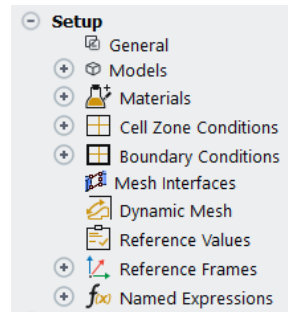 Setup
General
Models
Materials
Cell Zone Conditions
Boundary Conditions
Mesh Interfaces
Dynamic Mesh
Reference Values
Reference Frames
f(x) Named Expressions